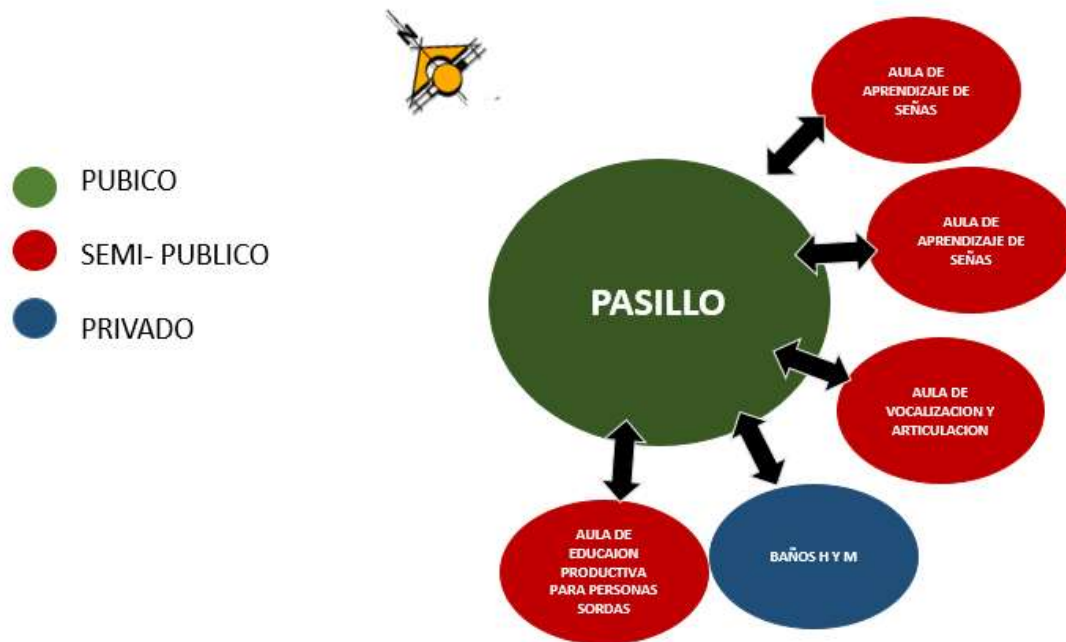 N
AULA DE
APRENDIZAJE DE
SEÑAS
PUBICO
SEMI- PUBLICO
PRIVADO
AULA DE
APRENDIZAJE DE
SEÑAS
PASILLO
AULA DE
VOCALIZACION Y
ARTICULACION
AULA DE
EDUCAION
PRODUCTIVA
PARA PERSONAS
SORDAS
BAÑOS H Y M